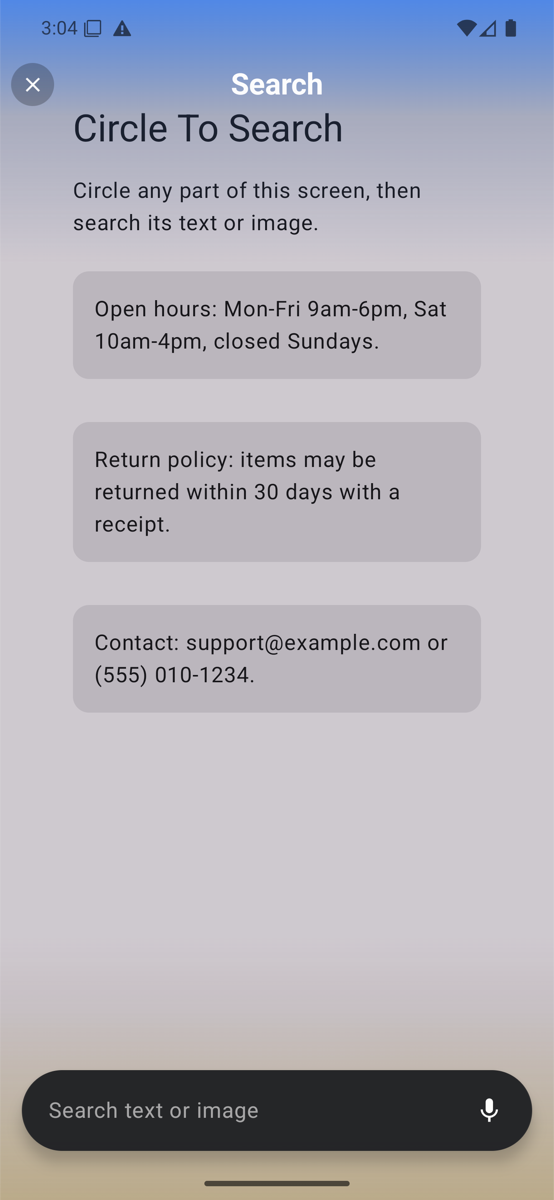 3:04
Search
Circle To Search
Circle any part of this screen, then
search its text or image.
Open hours: Mon-Fri 9am-6pm, Sat
10am-4pm, closed Sundays.
Return policy: items may be
returned within 30 days with a
receipt.
Contact: support@example.com or
(555) 010-1234.
Search text or image